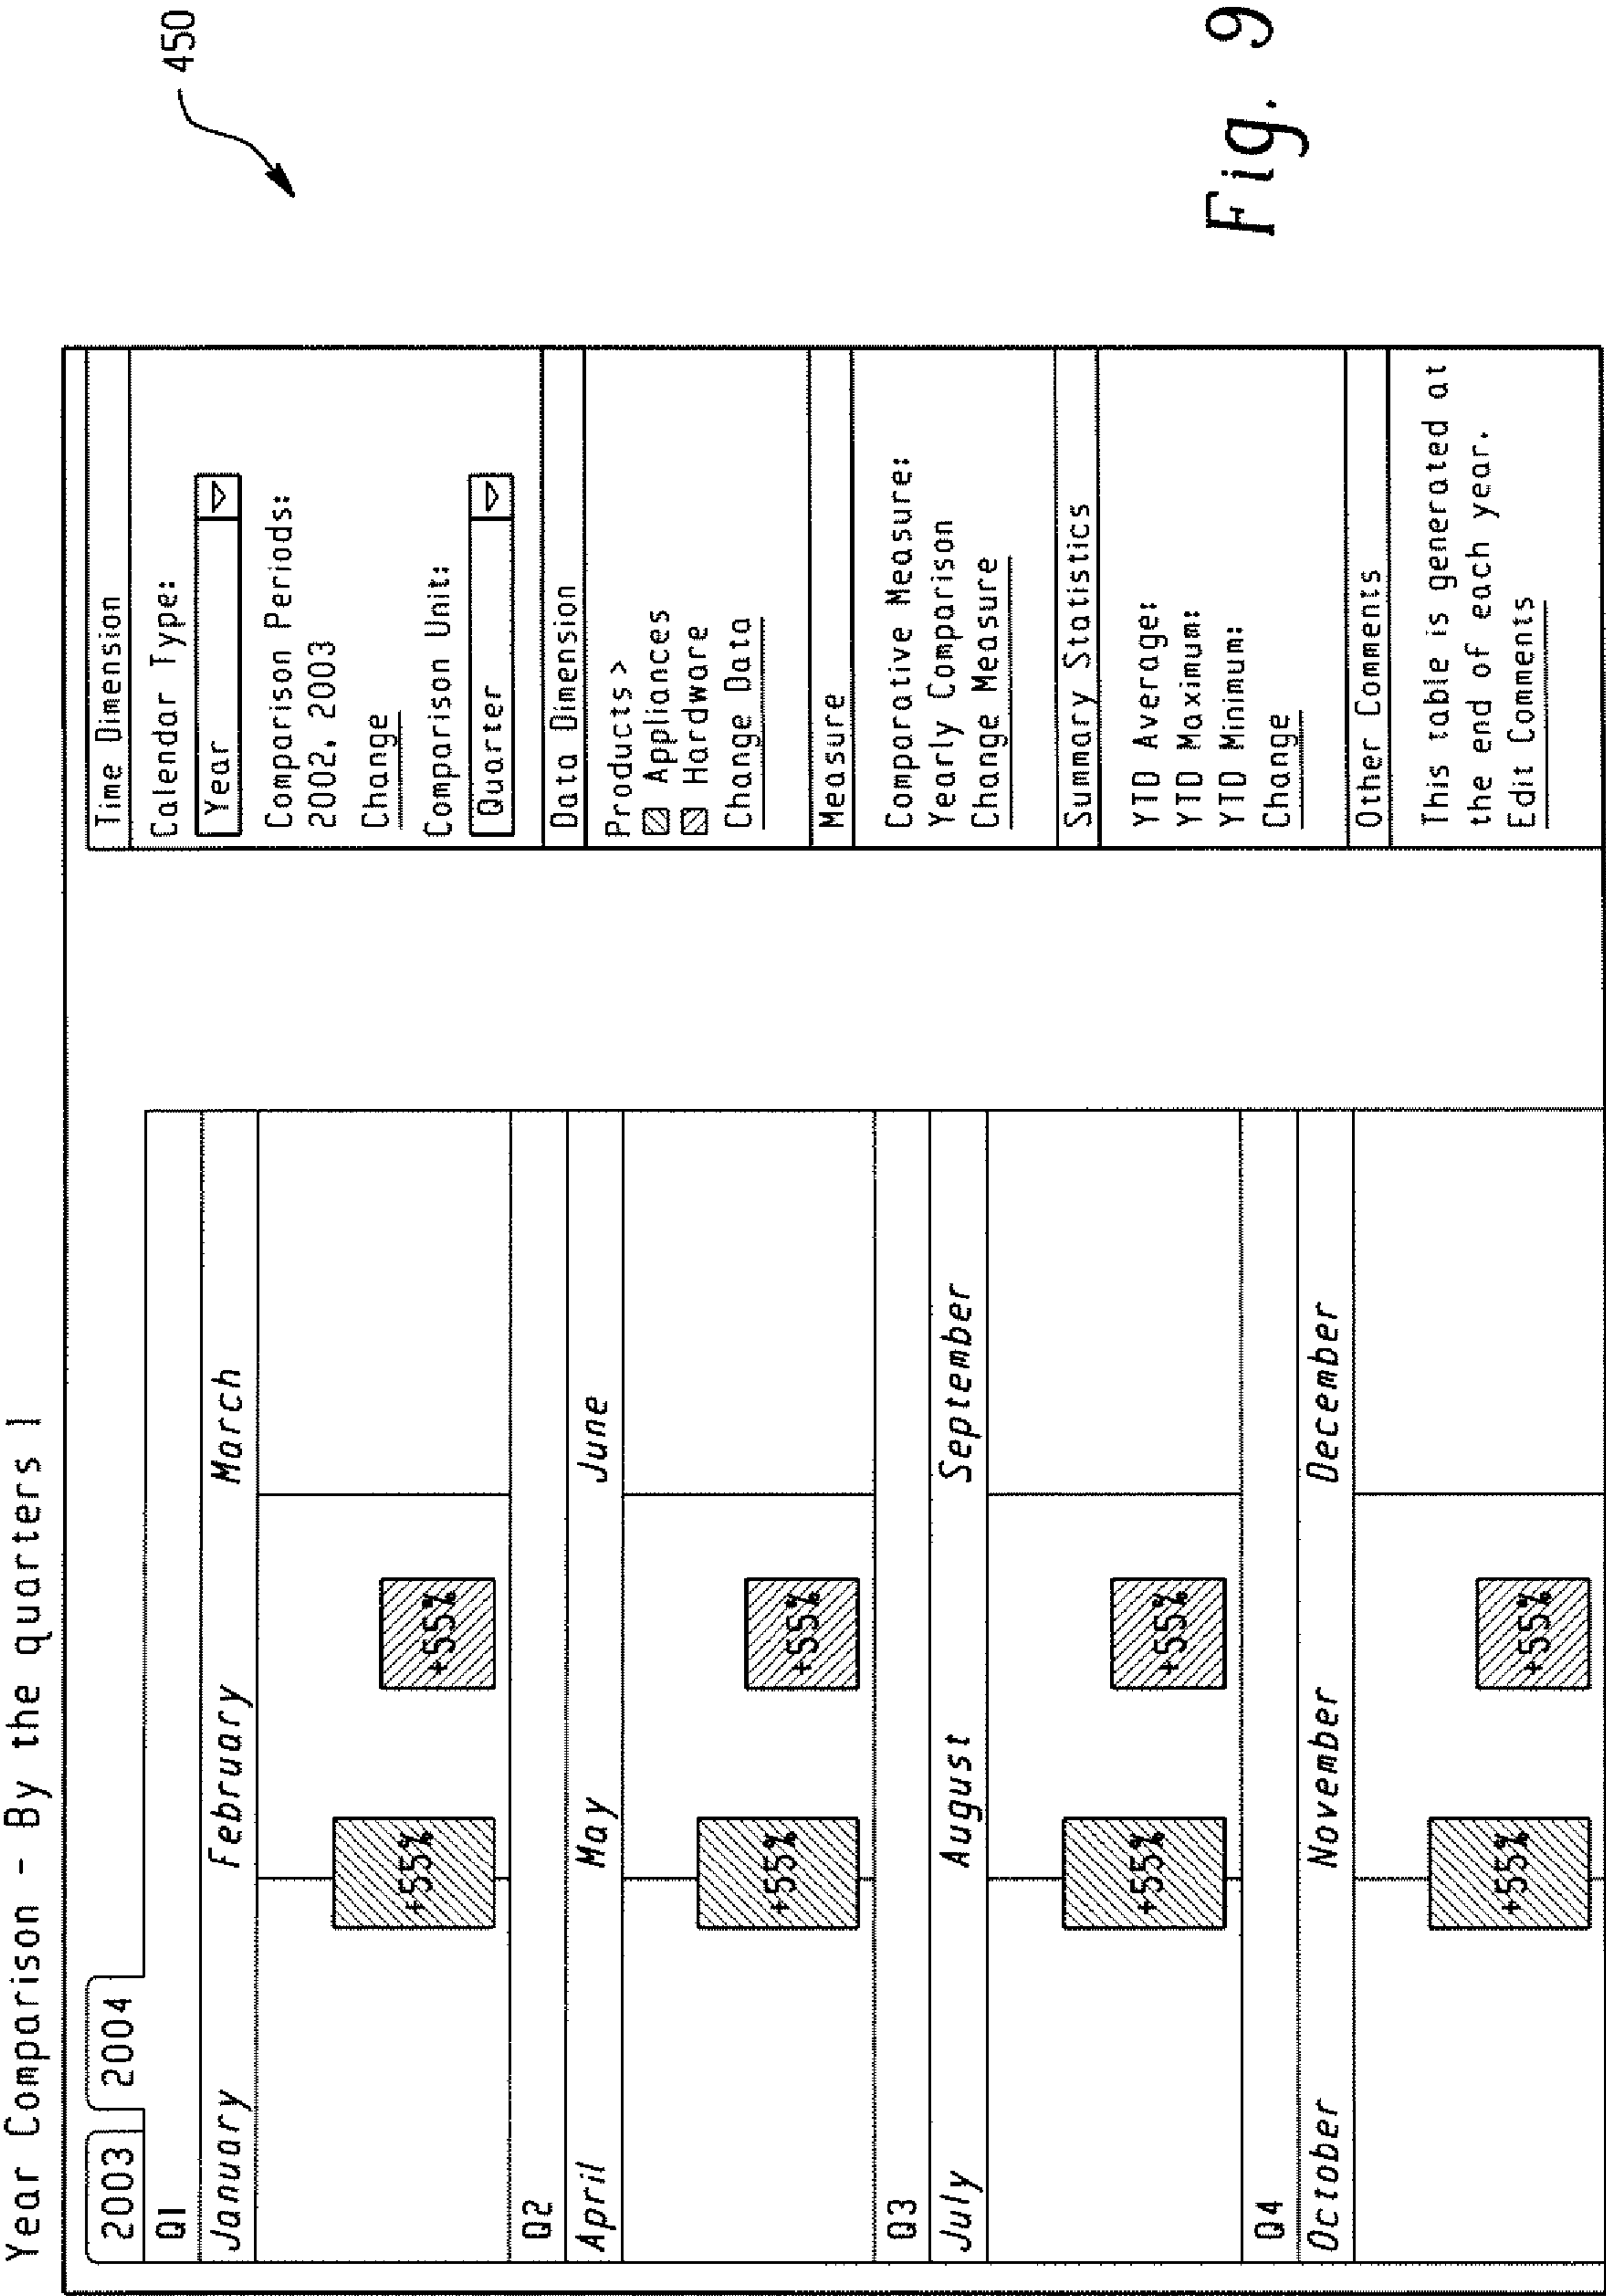 Year Comparison - By the quarters 1
2003 2004
Q1
January February March
+55% +55%
Q2
April May June
+55% +55%
Q3
July August September
+55% +55%
Q4
October November December
+55% +55%
Time Dimension
Calendar Type:
Year
Comparison Periods:
2002, 2003
Change
Comparison Unit:
Quarter
Data Dimension
Products >
Appliances
Hardware
Change Data
Measure
Comparative Measure:
Yearly Comparison
Change Measure
Summary Statistics
YTD Average:
YTD Maximum:
YTD Minimum:
Change
Other Comments
This table is generated at
the end of each year.
Edit Comments
450
Fig. 9